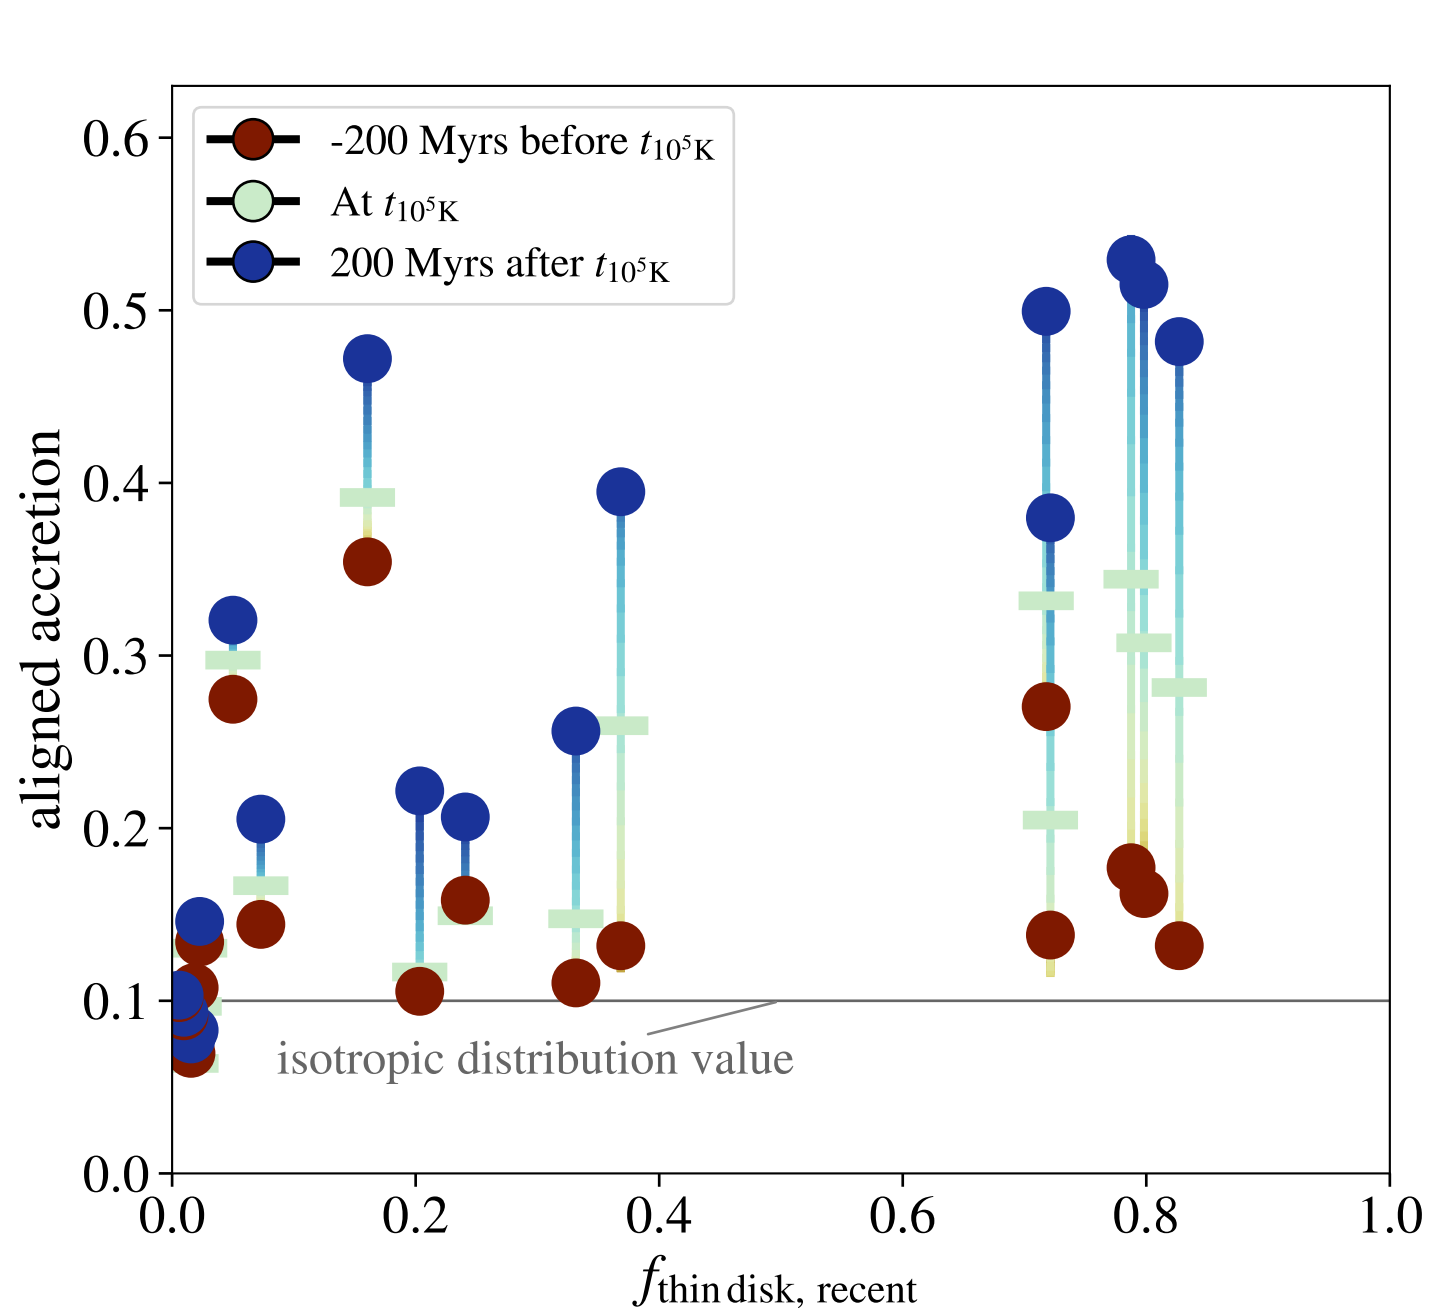 -200 Myrs before t₁₀⁵K
At t₁₀⁵K
200 Myrs after t₁₀⁵K
0.6
0.5
0.4
0.3
0.2
0.1
0.0
aligned accretion
isotropic distribution value
0.0 0.2 0.4 0.6 0.8 1.0
f thin disk, recent